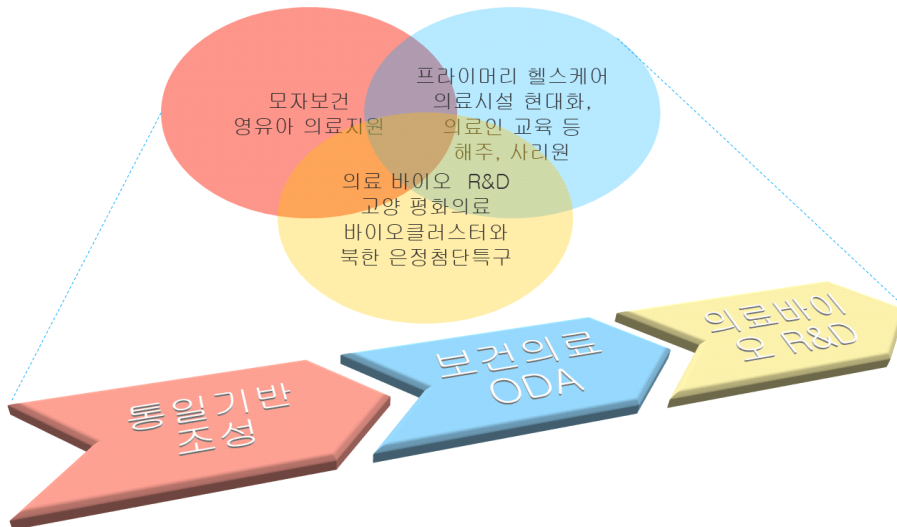 모자보건
영유아 의료지원
프라이머리 헬스케어
의료시설 현대화,
의료인 교육 등
해주, 사리원
의료 바이오 R&D
고양 평화의료
바이오클러스터와
북한 은정첨단특구
통일기반
조성
보건의료
ODA
의료바이
오 R&D